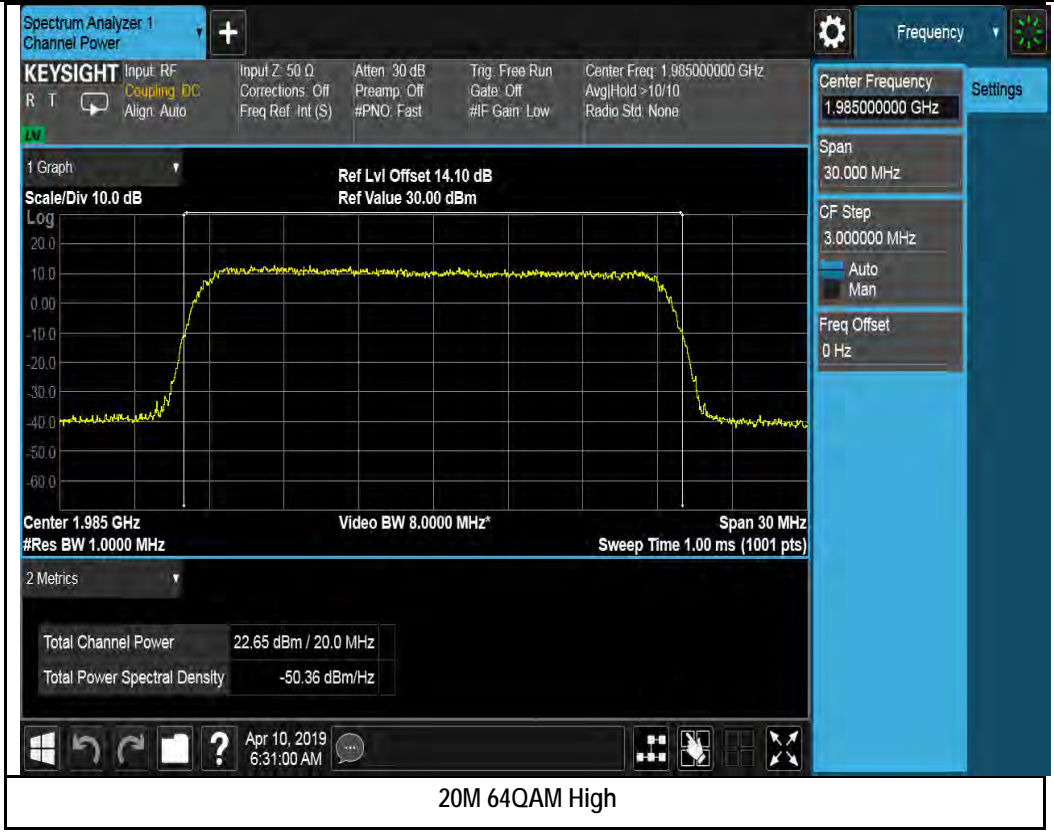 Spectrum Analyzer 1
Channel Power
+
Frequency
KEYSIGHT
R T
LV
Input: RF
Coupling: DC
Align: Auto
Input Z: 50 Ω
Corrections: Off
Freq Ref: Int (S)
Atten: 30 dB
Preamp: Off
#PNO: Fast
Trig: Free Run
Gate: Off
#IF Gain: Low
Center Freq: 1.985000000 GHz
Avg|Hold >10/10
Radio Std: None
Center Frequency
1.985000000 GHz
Settings
Span
30.000 MHz
CF Step
3.000000 MHz
Auto
Man
Freq Offset
0 Hz
1 Graph
Ref Lvl Offset 14.10 dB
Scale/Div 10.0 dB
Ref Value 30.00 dBm
Log
20.0
10.0
0.00
-10.0
-20.0
-30.0
-40.0
-50.0
-60.0
Center 1.985 GHz
Video BW 8.0000 MHz*
Span 30 MHz
#Res BW 1.0000 MHz
Sweep Time 1.00 ms (1001 pts)
2 Metrics
Total Channel Power 22.65 dBm / 20.0 MHz
Total Power Spectral Density -50.36 dBm/Hz
?
Apr 10, 2019
6:31:00 AM
20M 64QAM High